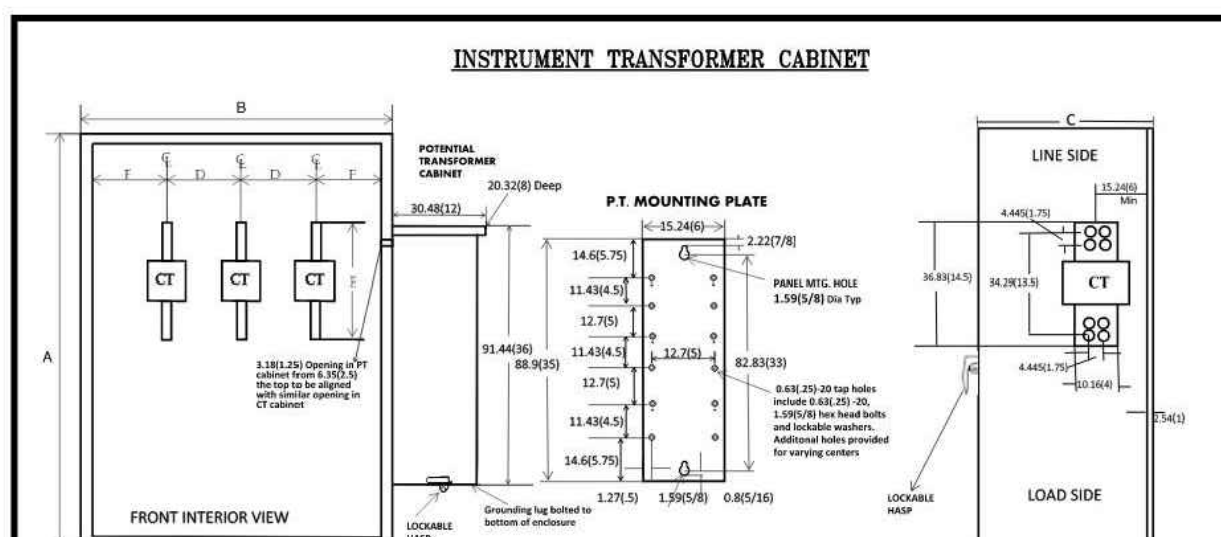 INSTRUMENT TRANSFORMER CABINET
B
A
F
D
D
F
CT
CT
CT
E
3.18(1.25) Opening in PT
cabinet from 6.35(2.5)
the top to be aligned
with similar opening in
CT cabinet
FRONT INTERIOR VIEW
POTENTIAL
TRANSFORMER
CABINET
20.32(8) Deep
30.48(12)
91.44(36)
LOCKABLE
HASP
Grounding lug bolted to
bottom of enclosure
P.T. MOUNTING PLATE
15.24(6)
2.22(7/8)
14.6(5.75)
11.43(4.5)
12.7(5)
11.43(4.5)
12.7(5)
11.43(4.5)
14.6(5.75)
88.9(35)
12.7(5)
82.83(33)
PANEL MTG. HOLE
1.59(5/8) Dia Typ
0.63(.25)-20 tap holes
include 0.63(.25) -20,
1.59(5/8) hex head bolts
and lockable washers.
Additonal holes provided
for varying centers
1.27(.5)
1.59(5/8)
0.8(5/16)
C
LINE SIDE
15.24(6)
Min
4.445(1.75)
36.83(14.5)
34.29(13.5)
CT
4.445(1.75)
10.16(4)
2.54(1)
LOCKABLE
HASP
LOAD SIDE